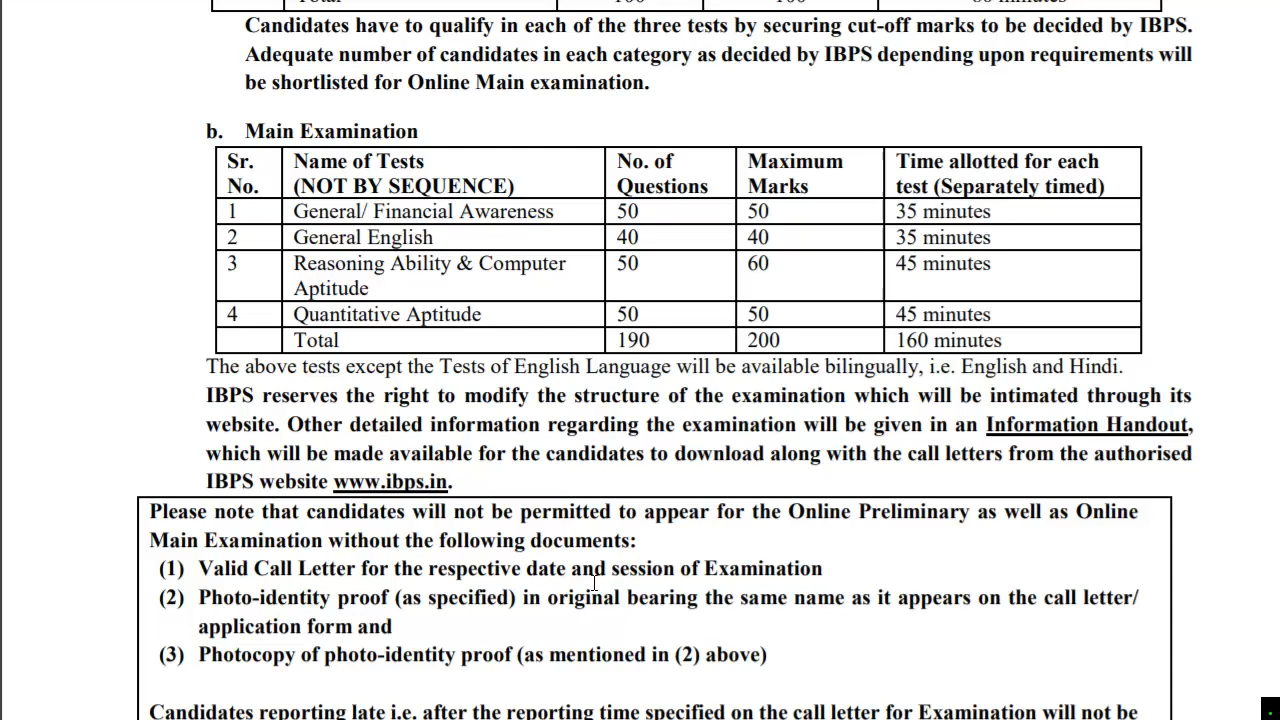 Total 100 100 60 minutes
Candidates have to qualify in each of the three tests by securing cut-off marks to be decided by IBPS.
Adequate number of candidates in each category as decided by IBPS depending upon requirements will
be shortlisted for Online Main examination.
b. Main Examination
Sr. No. Name of Tests (NOT BY SEQUENCE) No. of Questions Maximum Marks Time allotted for each test (Separately timed)
1 General/ Financial Awareness 50 50 35 minutes
2 General English 40 40 35 minutes
3 Reasoning Ability & Computer Aptitude 50 60 45 minutes
4 Quantitative Aptitude 50 50 45 minutes
Total 190 200 160 minutes
The above tests except the Tests of English Language will be available bilingually, i.e. English and Hindi.
IBPS reserves the right to modify the structure of the examination which will be intimated through its
website. Other detailed information regarding the examination will be given in an Information Handout,
which will be made available for the candidates to download along with the call letters from the authorised
IBPS website www.ibps.in.
Please note that candidates will not be permitted to appear for the Online Preliminary as well as Online
Main Examination without the following documents:
(1) Valid Call Letter for the respective date and session of Examination
(2) Photo-identity proof (as specified) in original bearing the same name as it appears on the call letter/
application form and
(3) Photocopy of photo-identity proof (as mentioned in (2) above)
Candidates reporting late i.e. after the reporting time specified on the call letter for Examination will not be